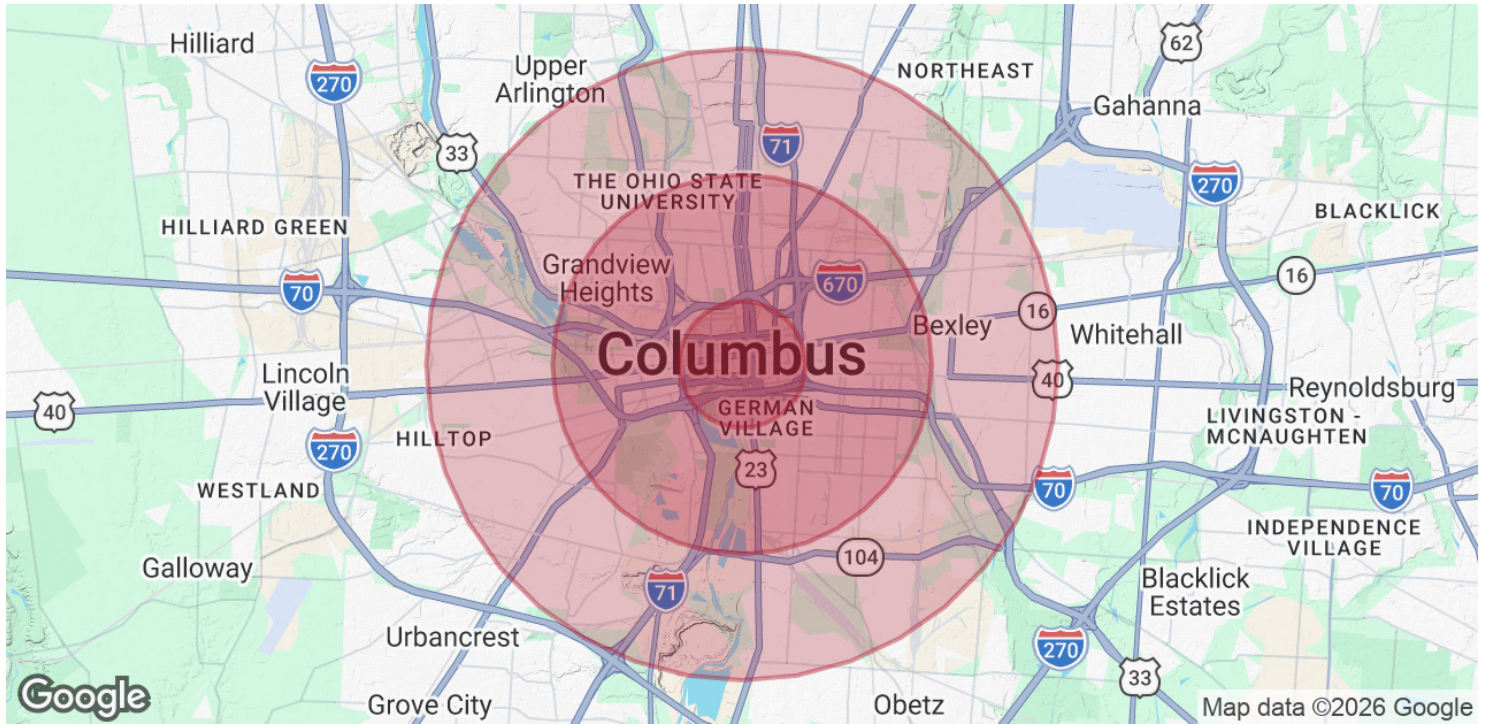 Hilliard
270
Upper
Arlington
33
71
NORTHEAST
62
Gahanna
270
THE OHIO STATE
UNIVERSITY
BLACKLICK
HILLIARD GREEN
Grandview
Heights
70
670
16
16
Bexley
Whitehall
Columbus
Lincoln
Village
40
40
Reynoldsburg
GERMAN
VILLAGE
LIVINGSTON -
MCNAUGHTEN
HILLTOP
270
23
WESTLAND
70
70
INDEPENDENCE
VILLAGE
104
Galloway
71
Blacklick
Estates
Urbancrest
270
33
Google
Grove City
Obetz
Map data ©2026 Google